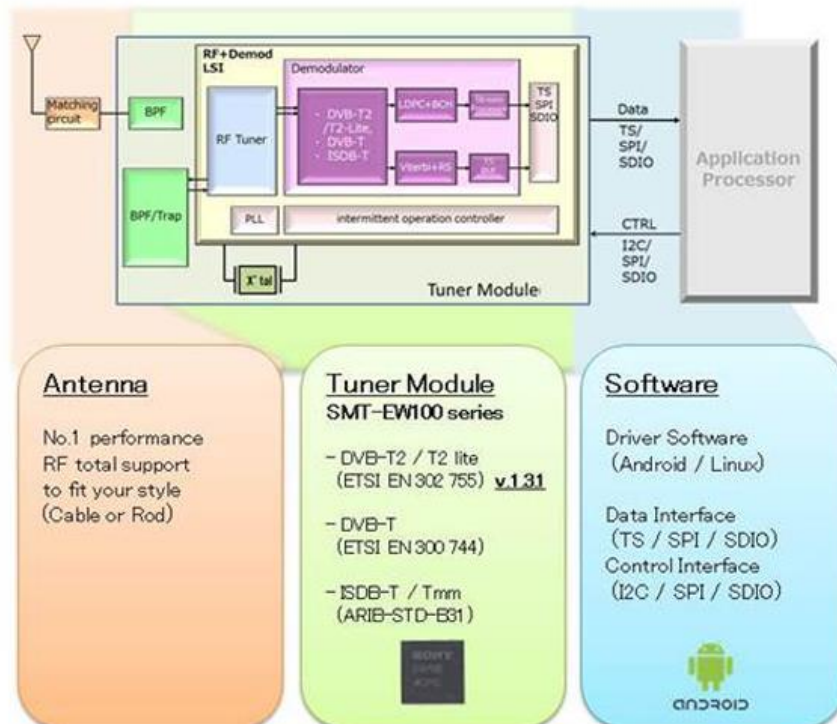 RF+Demod
LSI
Demodulator
Matching
circuit
BPF
RF Tuner
- DVB-T2
/T2-Lite,
- DVB-T
- ISDB-T
LDPC+BCH
Viterbi+RS
TS
SPI
SDIO
BPF/Trap
PLL
intermittent operation controller
X'tal
Tuner Module
Data
TS/
SPI/
SDIO
CTRL
I2C/
SPI/
SDIO
Application
Processor
Antenna
No.1 performance
RF total support
to fit your style
(Cable or Rod)
Tuner Module
SMT-EW100 series
- DVB-T2 / T2 lite
(ETSI EN 302 755) v.1.31
- DVB-T
(ETSI EN 300 744)
- ISDB-T / Tmm
(ARIB-STD-B31)
SONY
Software
Driver Software
(Android / Linux)
Data Interface
(TS / SPI / SDIO)
Control Interface
(I2C / SPI / SDIO)
ANDROID